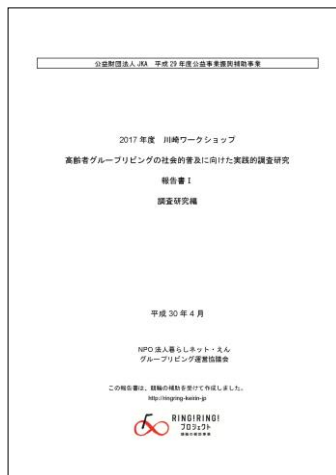 公益財団法人 JKA 平成 29 年度公益事業振興補助事業
2017 年度 川崎ワークショップ
高齢者グループリビングの社会的普及に向けた実践的調査研究
報告書 I
調査研究編
平成 30 年 4 月
NPO 法人暮らしネット・えん
グループリビング運営協議会
この報告書は、競輪の補助を受けて作成しました。
http://ringring-keirin.jp
RING!RING!
プロジェクト
競輪の補助事業